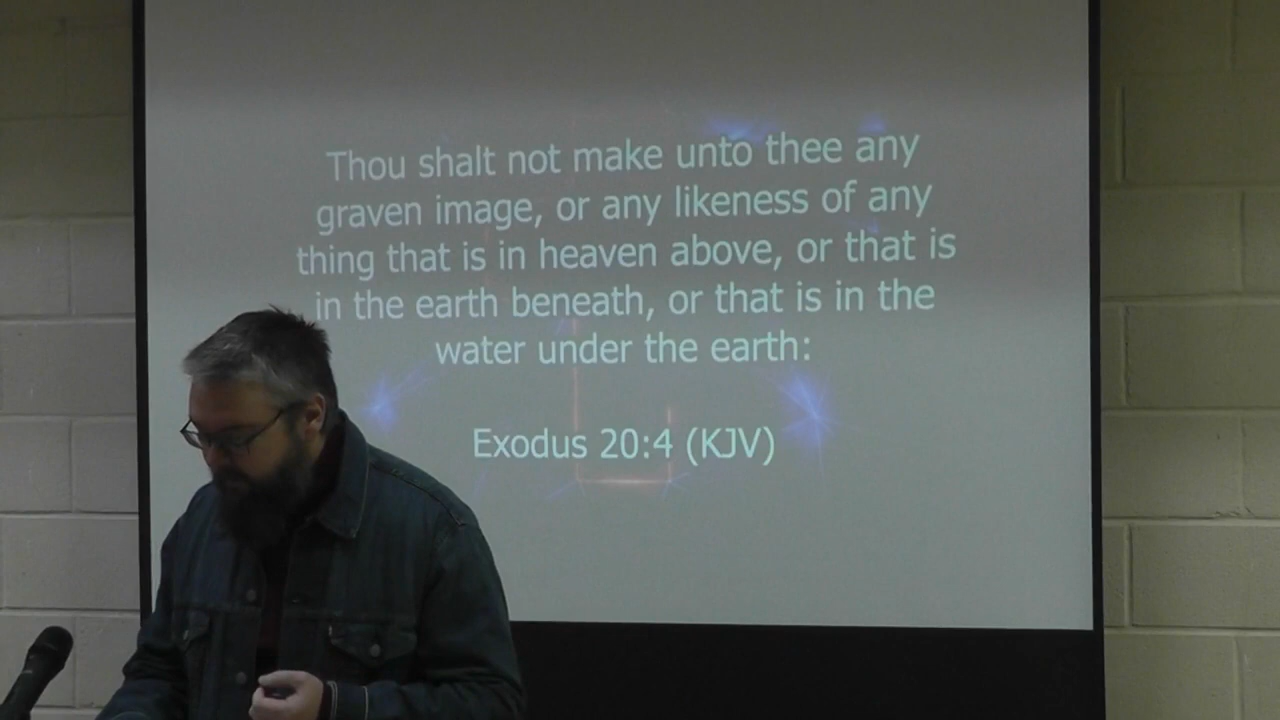 Thou shalt not make unto thee any
graven image, or any likeness of any
thing that is in heaven above, or that is
in the earth beneath, or that is in the
water under the earth:
Exodus 20:4 (KJV)